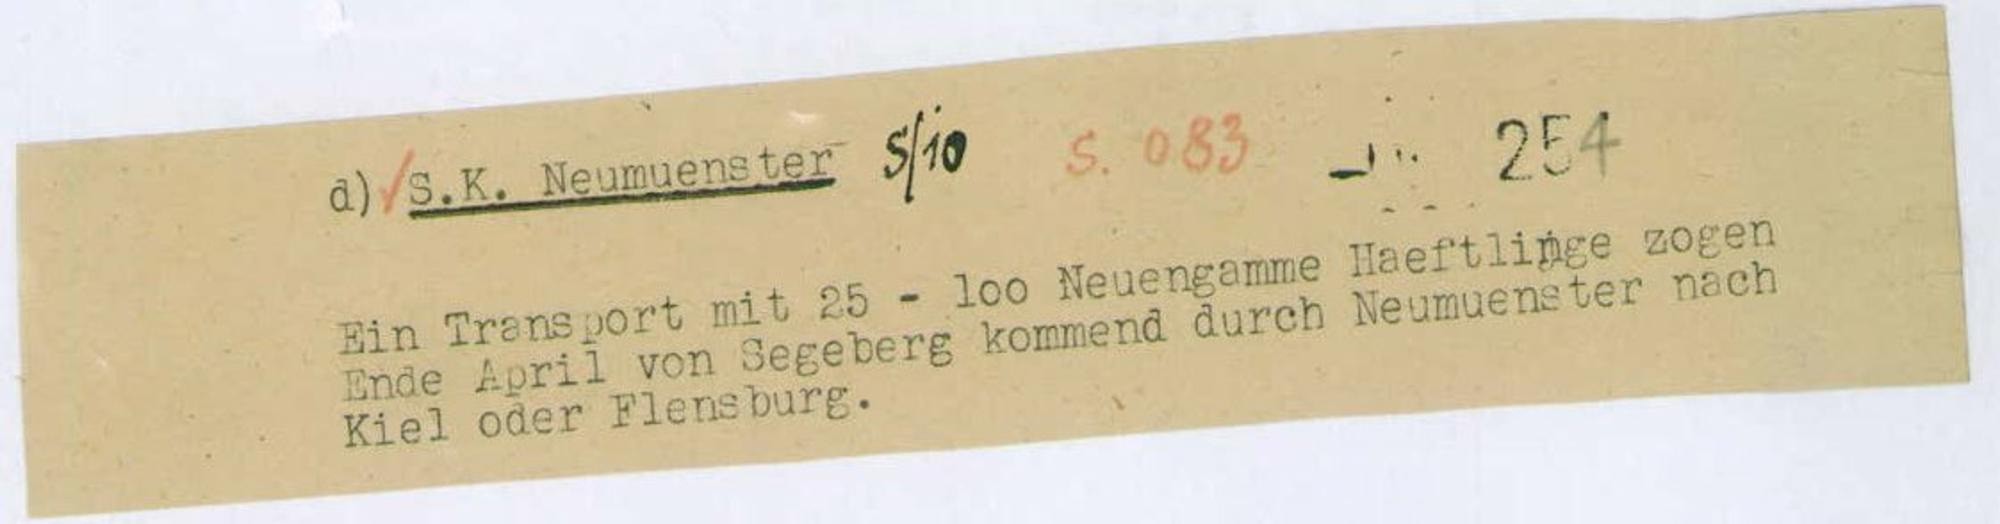 d) ✓ S.K. Neumuenster S/10 S. 083 254
Ein Transport mit 25 - loo Neuengamme Haeftlinge zogen
Ende April von Segeberg kommend durch Neumuenster nach
Kiel oder Flensburg.